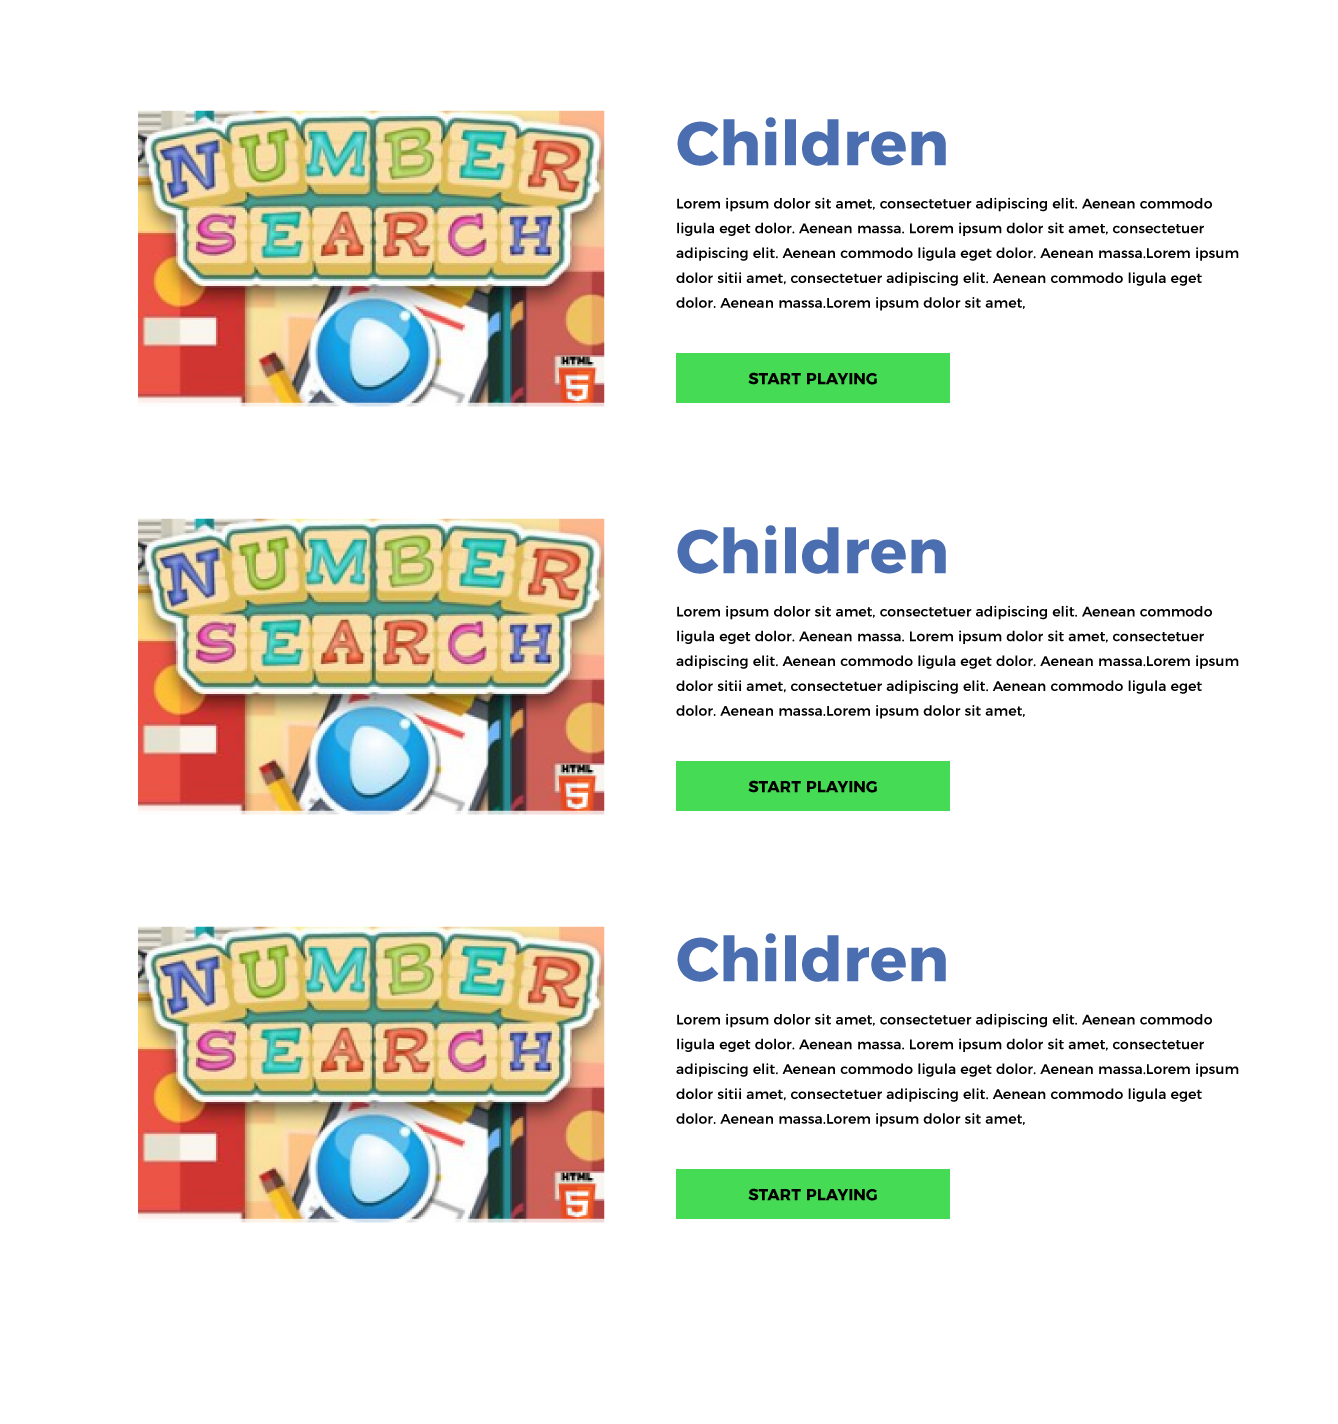 NUMBER
SEARCH
HTML
5
Children
Lorem ipsum dolor sit amet, consectetuer adipiscing elit. Aenean commodo
ligula eget dolor. Aenean massa. Lorem ipsum dolor sit amet, consectetuer
adipiscing elit. Aenean commodo ligula eget dolor. Aenean massa.Lorem ipsum
dolor sitii amet, consectetuer adipiscing elit. Aenean commodo ligula eget
dolor. Aenean massa.Lorem ipsum dolor sit amet,
START PLAYING
NUMBER
SEARCH
HTML
5
Children
Lorem ipsum dolor sit amet, consectetuer adipiscing elit. Aenean commodo
ligula eget dolor. Aenean massa. Lorem ipsum dolor sit amet, consectetuer
adipiscing elit. Aenean commodo ligula eget dolor. Aenean massa.Lorem ipsum
dolor sitii amet, consectetuer adipiscing elit. Aenean commodo ligula eget
dolor. Aenean massa.Lorem ipsum dolor sit amet,
START PLAYING
NUMBER
SEARCH
HTML
5
Children
Lorem ipsum dolor sit amet, consectetuer adipiscing elit. Aenean commodo
ligula eget dolor. Aenean massa. Lorem ipsum dolor sit amet, consectetuer
adipiscing elit. Aenean commodo ligula eget dolor. Aenean massa.Lorem ipsum
dolor sitii amet, consectetuer adipiscing elit. Aenean commodo ligula eget
dolor. Aenean massa.Lorem ipsum dolor sit amet,
START PLAYING